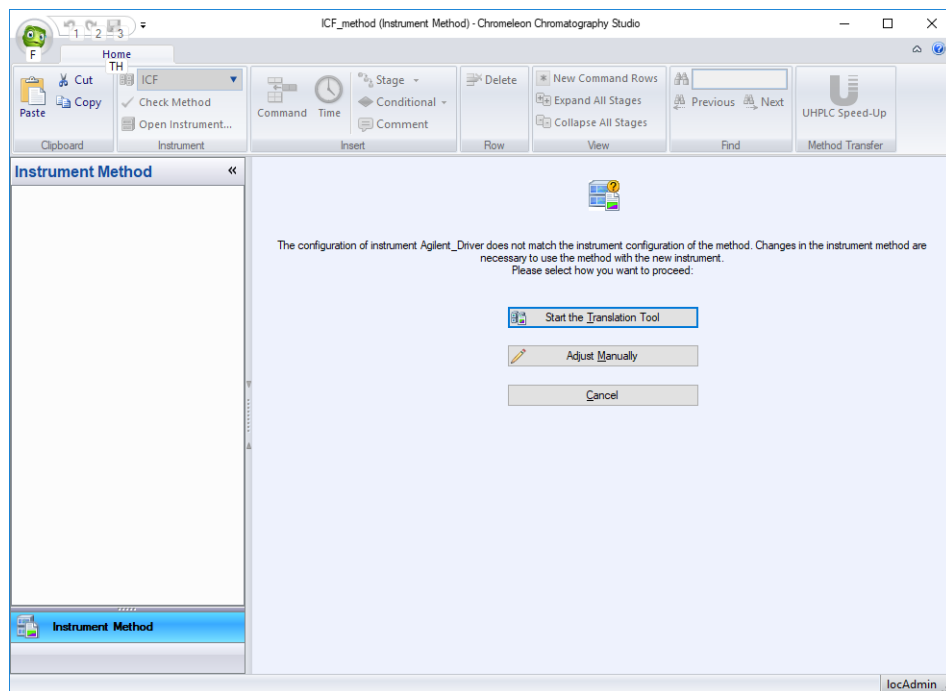 ICF_method (Instrument Method) - Chromeleon Chromatography Studio
1 2 3
F Home
TH
Paste
Cut
Copy
Clipboard
ICF
Check Method
Open Instrument...
Instrument
Command
Time
Stage
Conditional
Comment
Insert
Delete
Row
New Command Rows
Expand All Stages
Collapse All Stages
View
Previous Next
Find
UHPLC Speed-Up
Method Transfer
Instrument Method «
The configuration of instrument Agilent_Driver does not match the instrument configuration of the method. Changes in the instrument method are
necessary to use the method with the new instrument.
Please select how you want to proceed:
Start the Translation Tool
Adjust Manually
Cancel
Instrument Method
locAdmin